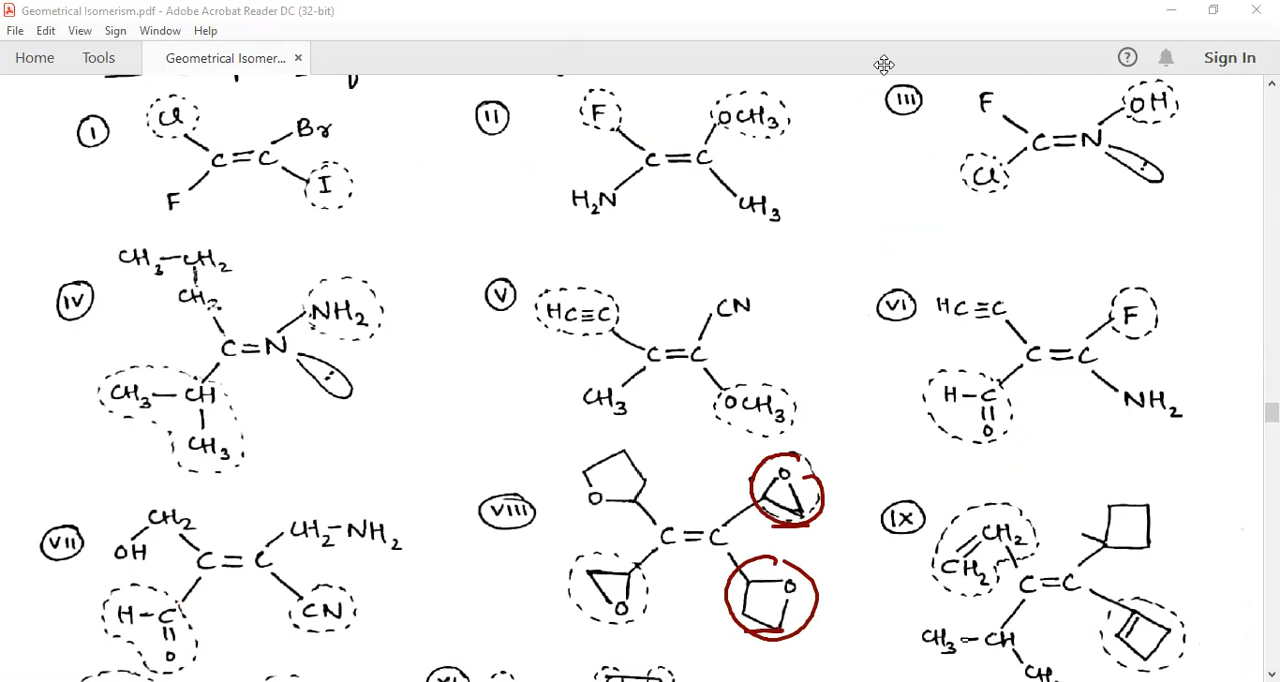 Geometrical Isomerism.pdf - Adobe Acrobat Reader DC (32-bit)
File Edit View Sign Window Help
Home Tools Geometrical Isomer... × ? Sign In
I Cl Br C=C F I
II F OCH3 C=C H2N CH3
III F OH C=N Cl
IV CH3-CH2 CH2 NH2 C=N CH3-CH CH3
V HC≡C CN C=C CH3 OCH3
VI HC≡C F C=C H-C O NH2
VII CH2 OH CH2-NH2 C=C H-C O CN
VIII O O C=C O O
IX CH2 CH2 C=C CH3-CH
XI